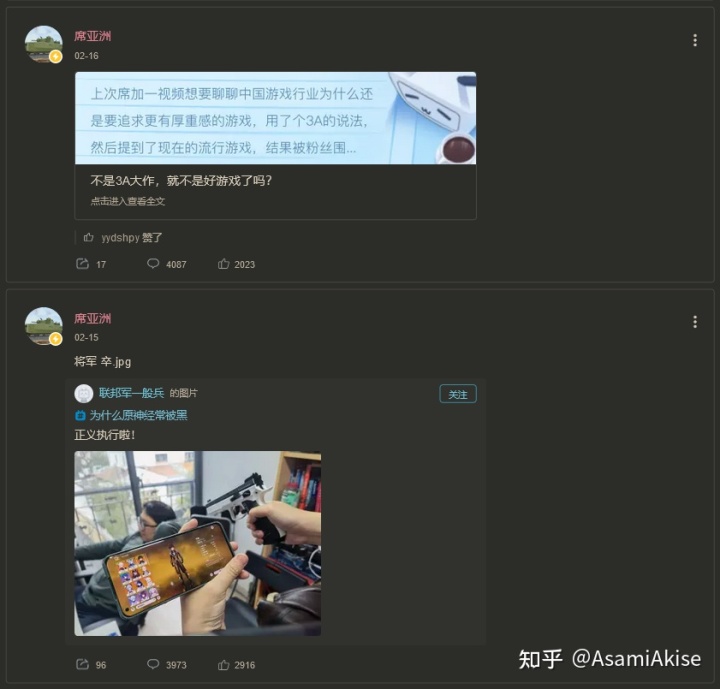 席亚洲
02-16
上次席加一视频想要聊聊中国游戏行业为什么还
是要追求更有厚重感的游戏，用了个3A的说法，
然后提到了现在的流行游戏，结果被粉丝围...
不是3A大作，就不是好游戏了吗？
点击进入查看全文
yydshpy 赞了
17 4087 2023
席亚洲
02-15
将军 卒.jpg
联邦军一般兵 的图片 关注
为什么原神经常被黑
正义执行啦！
96 3973 2916
知乎 @AsamiAkise